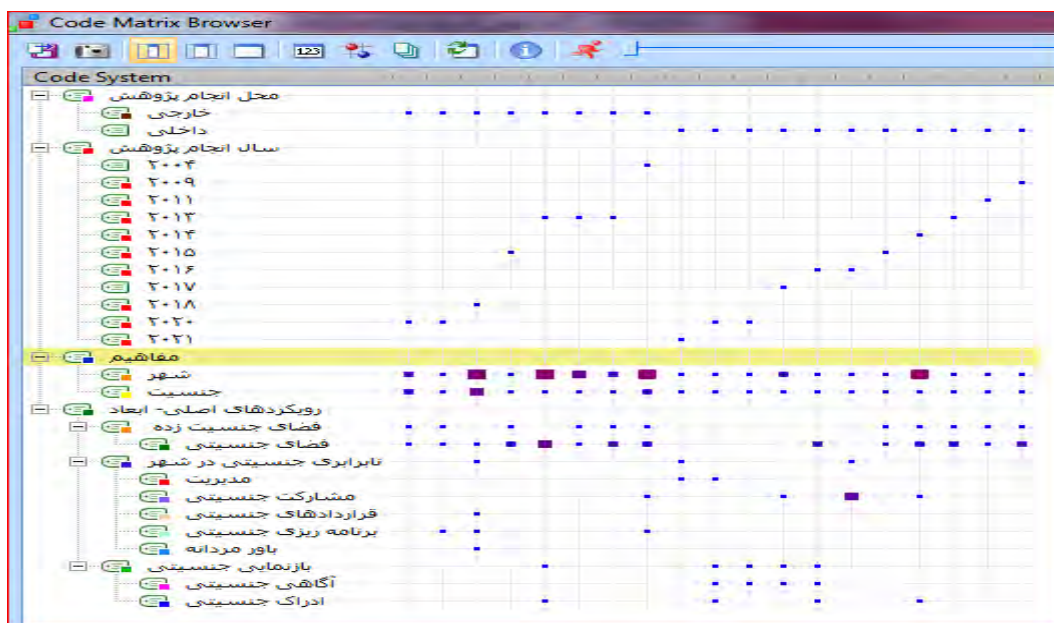 Code Matrix Browser
123
Code System
محل انجام پژوهش
خارجی
داخلی
سال انجام پژوهش
۲۰۰۴
۲۰۰۹
۲۰۱۱
۲۰۱۳
۲۰۱۴
۲۰۱۵
۲۰۱۶
۲۰۱۷
۲۰۱۸
۲۰۲۰
۲۰۲۱
مفاهیم
شهر
جنسیت
رویکردهای اصلی- ابعاد
فضای جنسیت زده
فضای جنسیتی
نابرابری جنسیتی در شهر
مدیریت
مشارکت جنسیتی
قراردادهای جنسیتی
برنامه ریزی جنسیتی
باور مردانه
بازنمایی جنسیتی
آگاهی جنسیتی
ادراک جنسیتی